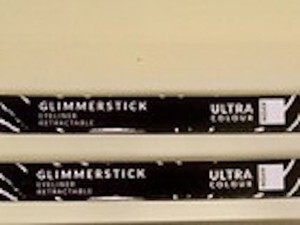 GLIMMERSTICK
EYELINER
RETRACTABLE
ULTRA
COLOUR
GLIMMERSTICK
EYELINER
RETRACTABLE
ULTRA
COLOUR